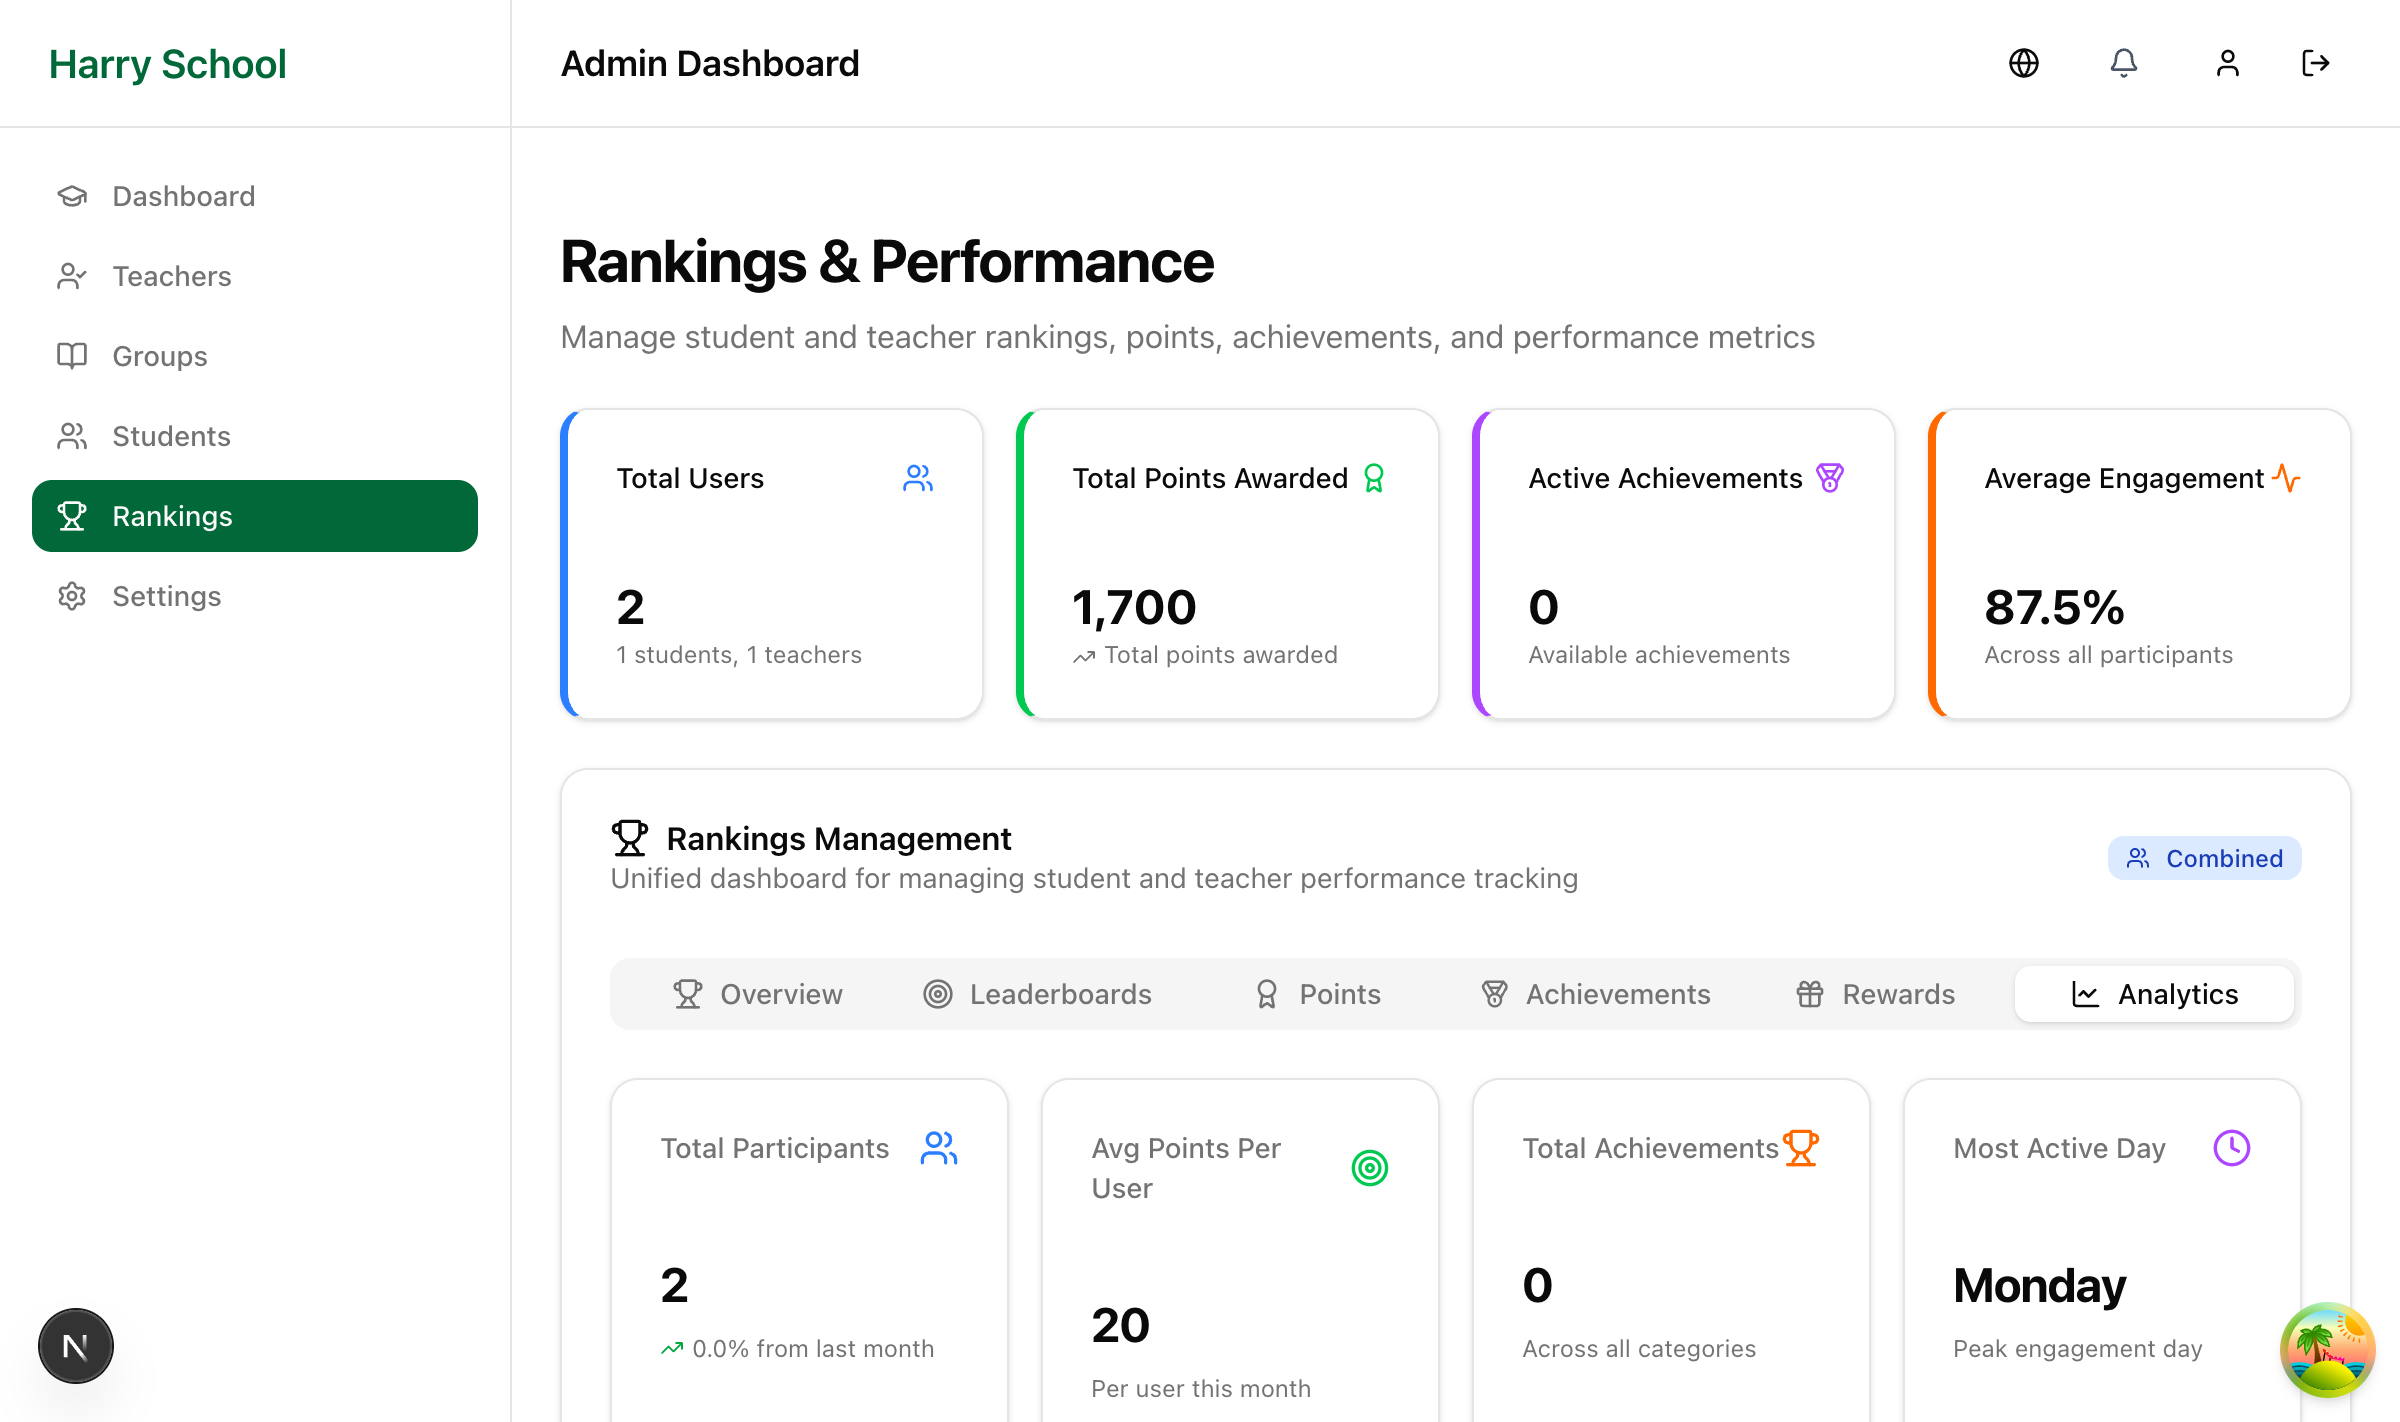 Harry School
Admin Dashboard
Dashboard
Teachers
Groups
Students
Rankings
Settings
Rankings & Performance
Manage student and teacher rankings, points, achievements, and performance metrics
Total Users
2
1 students, 1 teachers
Total Points Awarded
1,700
Total points awarded
Active Achievements
0
Available achievements
Average Engagement
87.5%
Across all participants
Rankings Management
Unified dashboard for managing student and teacher performance tracking
Combined
Overview
Leaderboards
Points
Achievements
Rewards
Analytics
Total Participants
2
0.0% from last month
Avg Points Per
User
20
Per user this month
Total Achievements
0
Across all categories
Most Active Day
Monday
Peak engagement day
N